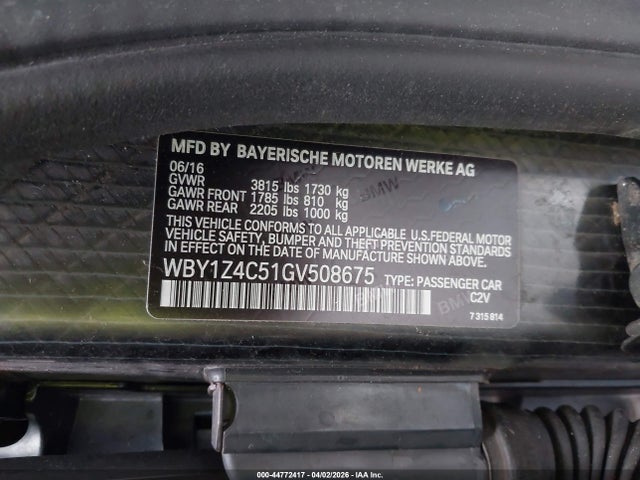 MFD BY BAYERISCHE MOTOREN WERKE AG
06/16
GVWR 3815 lbs 1730 kg
GAWR FRONT 1785 lbs 810 kg
GAWR REAR 2205 lbs 1000 kg
THIS VEHICLE CONFORMS TO ALL APPLICABLE U.S.FEDERAL MOTOR
VEHICLE SAFETY, BUMPER, AND THEFT PREVENTION STANDARDS
IN EFFECT ON THE DATE OF MANUFACTURE SHOWN ABOVE.
WBY1Z4C51GV508675 TYPE: PASSENGER CAR
C2V
7315814
BMW
BMW
000-44772417 - 04/02/2026 - IAA Inc.